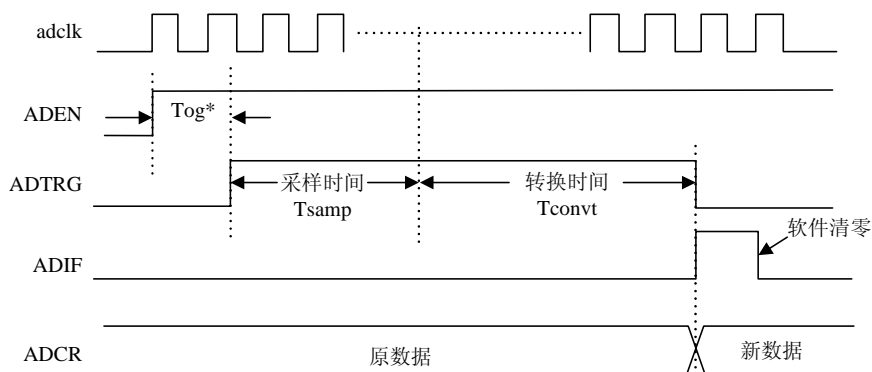 adclk
ADEN
Tog*
ADTRG
采样时间
Tsamp
转换时间
Tconvt
软件清零
ADIF
ADCR
原数据
新数据